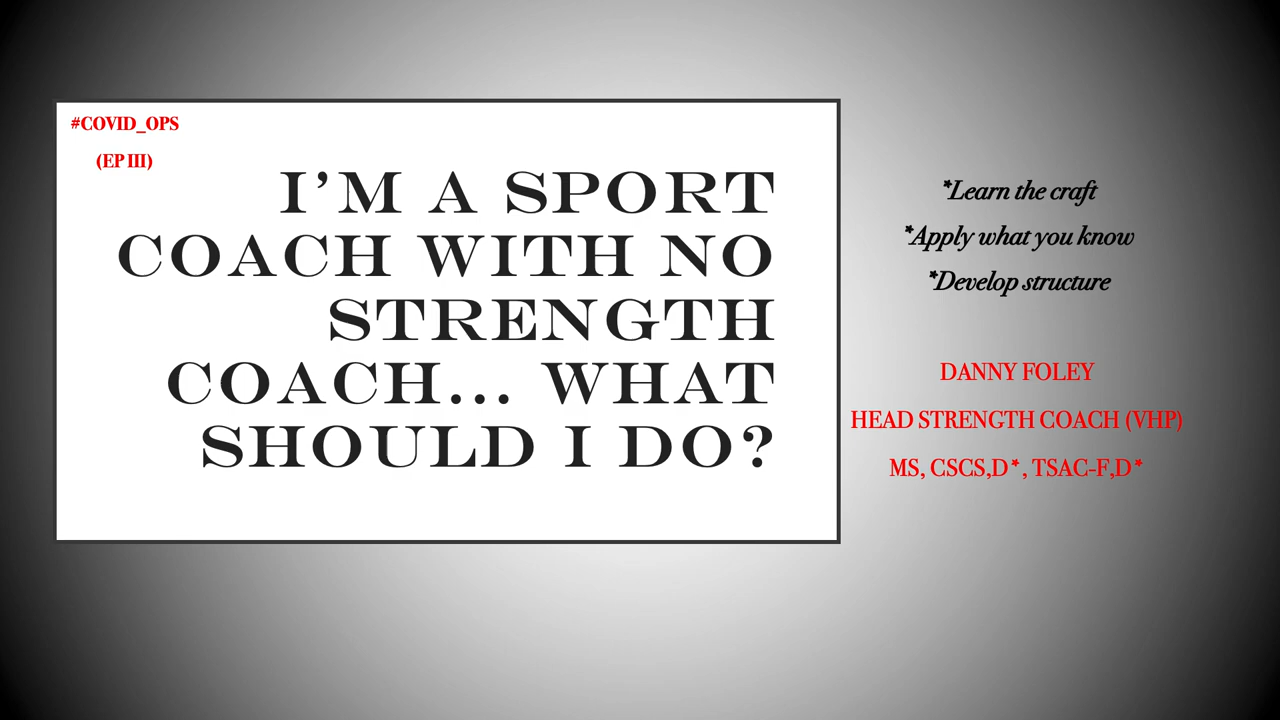 #COVID_OPS
(EP III)
I'M A SPORT
COACH WITH NO
STRENGTH
COACH... WHAT
SHOULD I DO?
*Learn the craft
*Apply what you know
*Develop structure
DANNY FOLEY
HEAD STRENGTH COACH (VHP)
MS, CSCS,D*, TSAC-F,D*